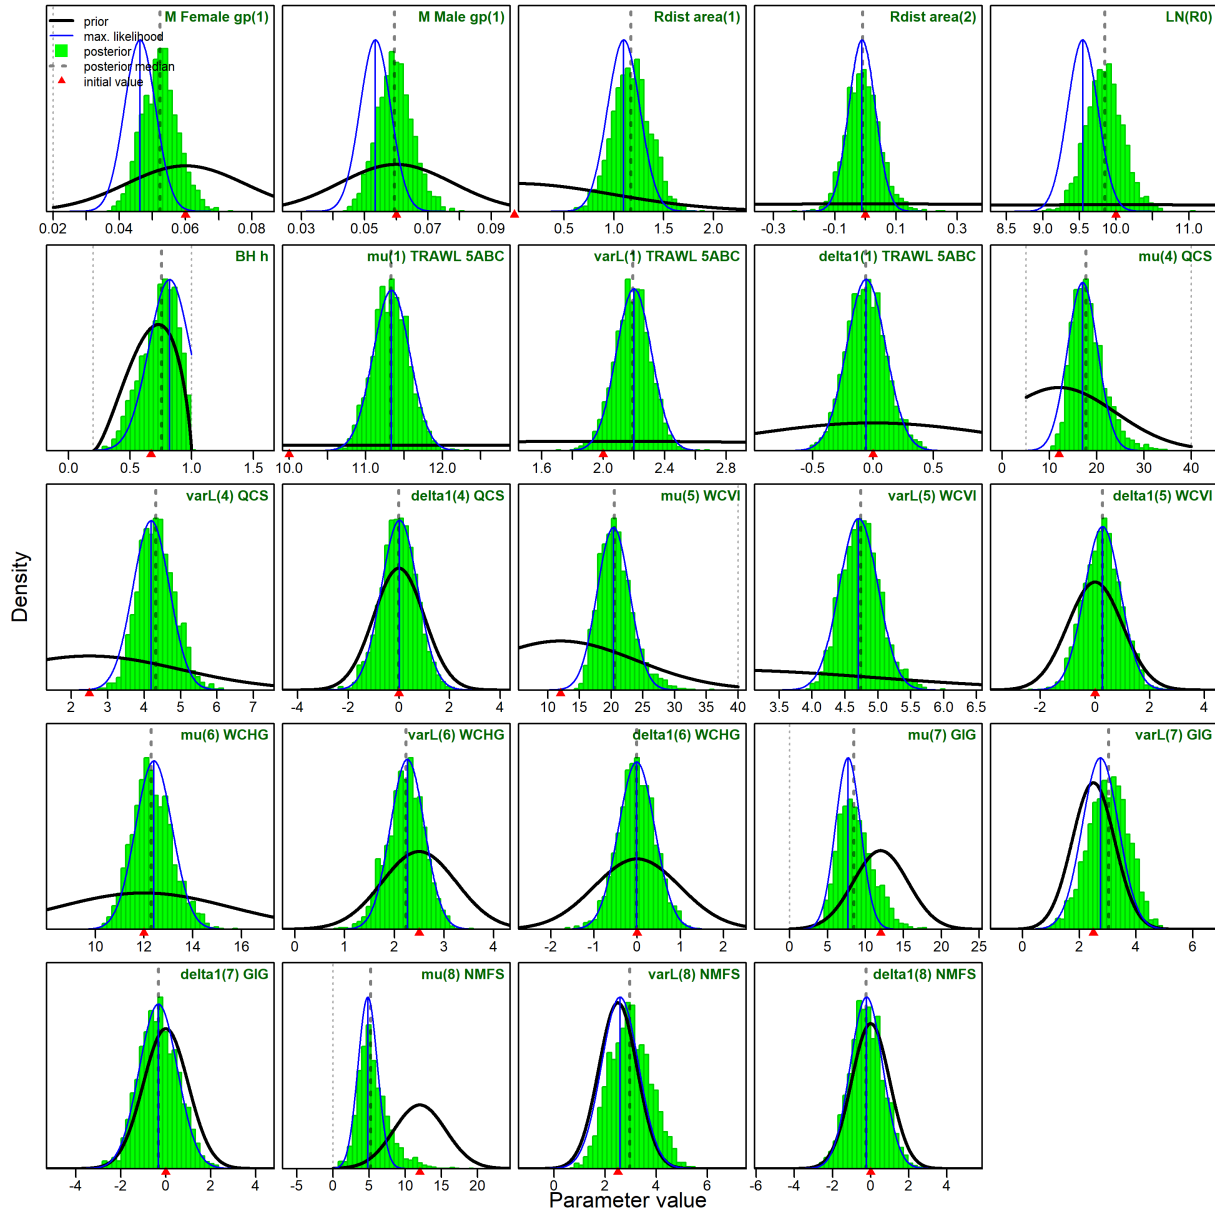 M Female gp(1)
prior
max. likelihood
posterior
posterior median
initial value
0.02 0.04 0.06 0.08
M Male gp(1)
0.03 0.05 0.07 0.09
Rdist area(1)
0.5 1.0 1.5 2.0
Rdist area(2)
-0.3 -0.1 0.1 0.3
LN(R0)
8.5 9.0 9.5 10.0 11.0
BH h
0.0 0.5 1.0 1.5
mu(1) TRAWL 5ABC
10.0 11.0 12.0
varL(1) TRAWL 5ABC
1.6 2.0 2.4 2.8
delta1(1) TRAWL 5ABC
-0.5 0.0 0.5
mu(4) QCS
0 10 20 30 40
varL(4) QCS
2 3 4 5 6 7
delta1(4) QCS
-4 -2 0 2 4
mu(5) WCVI
10 15 20 25 30 35 40
varL(5) WCVI
3.5 4.0 4.5 5.0 5.5 6.0 6.5
delta1(5) WCVI
-2 0 2 4
mu(6) WCHG
10 12 14 16
varL(6) WCHG
0 1 2 3 4
delta1(6) WCHG
-2 -1 0 1 2
mu(7) GIG
0 5 10 15 20 25
varL(7) GIG
0 2 4 6
delta1(7) GIG
-4 -2 0 2 4
mu(8) NMFS
-5 0 5 10 15 20
varL(8) NMFS
0 2 4 6
delta1(8) NMFS
-6 -4 -2 0 2 4
Density
Parameter value